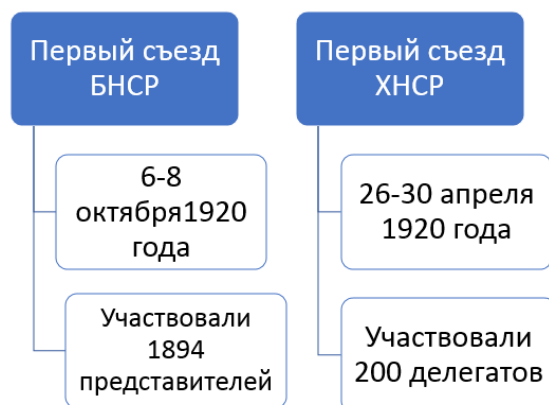 Первый съезд
БНСР
6-8
октября1920
года
Участвовали
1894
представителей
Первый съезд
ХНСР
26-30 апреля
1920 года
Участвовали
200 делегатов